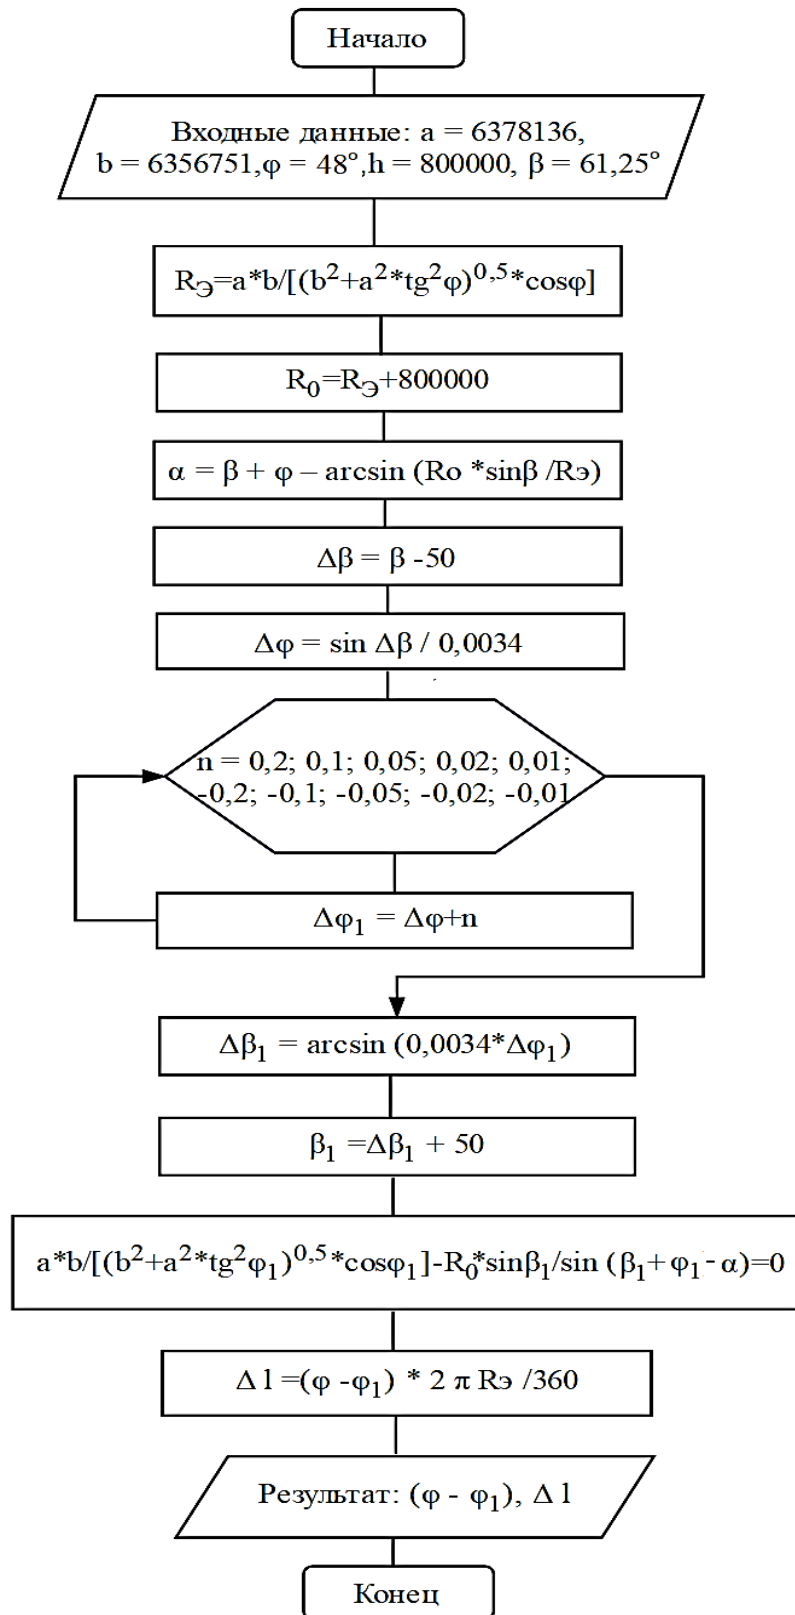 Начало
Входные данные: a = 6378136,
b = 6356751,φ = 48°,h = 800000, β = 61,25°
R_Э=a*b/[(b²+a²*tg²φ)^0,5*cosφ]
R₀=R_Э+800000
α = β + φ – arcsin (Ro *sinβ /Rэ)
Δβ = β -50
Δφ = sin Δβ / 0,0034
n = 0,2; 0,1; 0,05; 0,02; 0,01;
-0,2; -0,1; -0,05; -0,02; -0,01
Δφ₁ = Δφ+n
Δβ₁ = arcsin (0,0034*Δφ₁)
β₁ =Δβ₁ + 50
a*b/[(b²+a²*tg²φ₁)^0,5*cosφ₁]-R₀*sinβ₁/sin (β₁+φ₁-α)=0
Δ l =(φ -φ₁) * 2 π Rэ /360
Результат: (φ - φ₁), Δ l
Конец